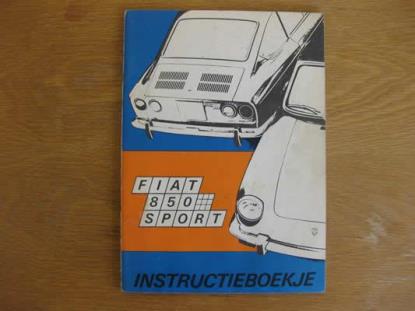 FIAT
850
SPORT
INSTRUCTIEBOEKJE